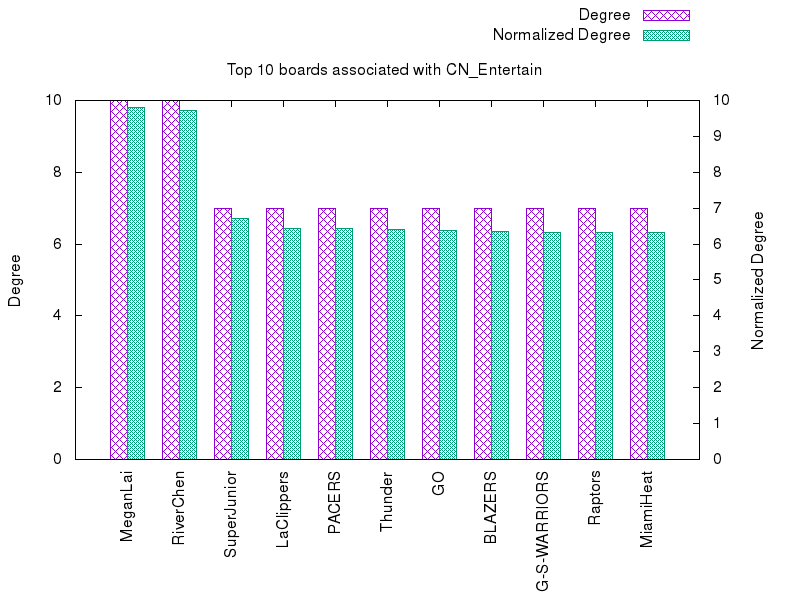 Degree
Normalized Degree
Top 10 boards associated with CN_Entertain
10
8
6
4
2
0
10
9
8
7
6
5
4
3
2
1
0
Degree
Normalized Degree
MeganLai
RiverChen
SuperJunior
LaClippers
PACERS
Thunder
GO
BLAZERS
G-S-WARRIORS
Raptors
MiamiHeat